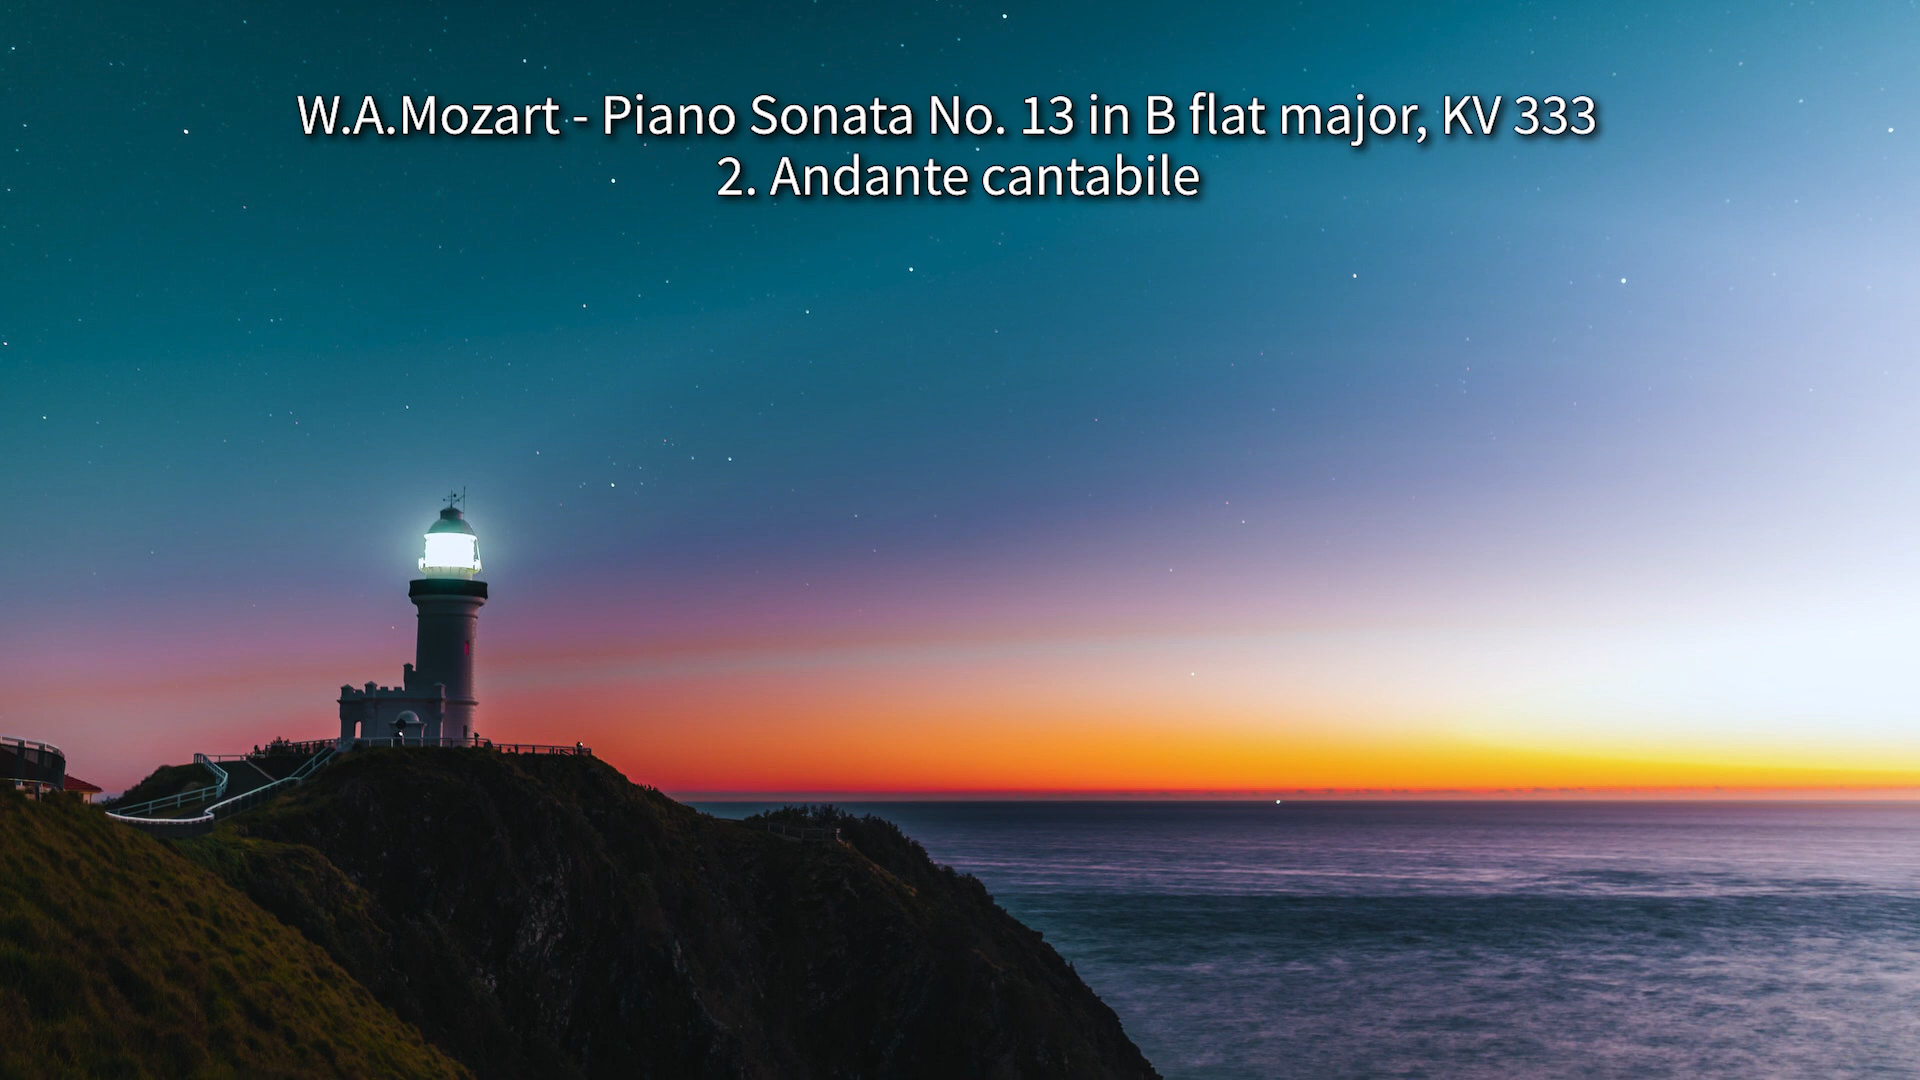 W.A.Mozart - Piano Sonata No. 13 in B flat major, KV 333
2. Andante cantabile